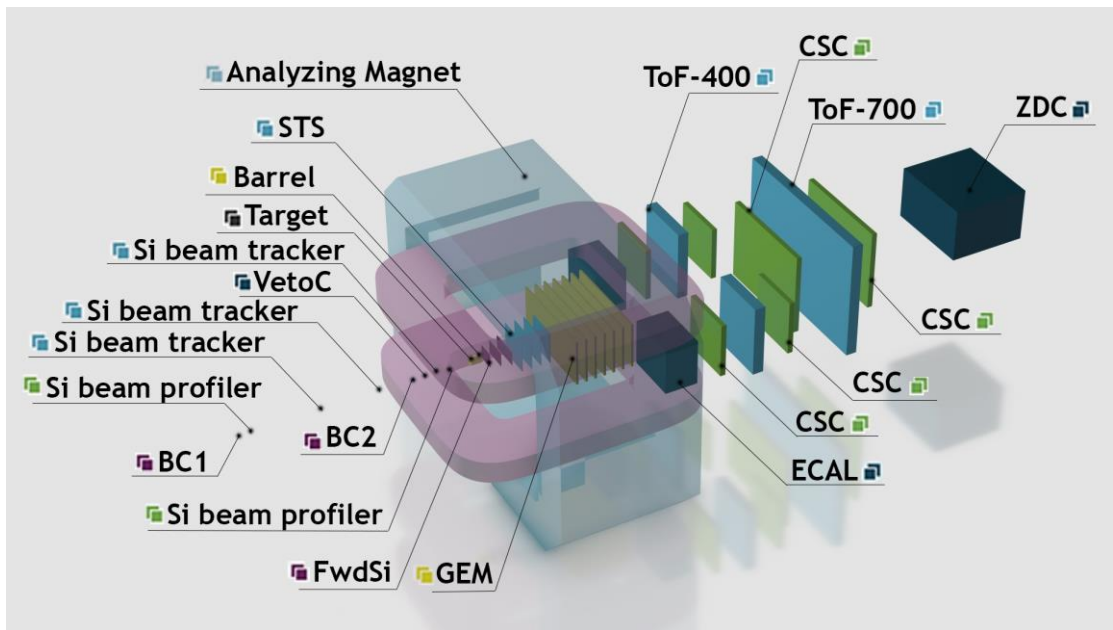 CSC
Analyzing Magnet
ToF-400
ToF-700
ZDC
STS
Barrel
Target
Si beam tracker
VetoC
Si beam tracker
Si beam tracker
Si beam profiler
CSC
CSC
CSC
BC2
BC1
ECAL
Si beam profiler
FwdSi
GEM